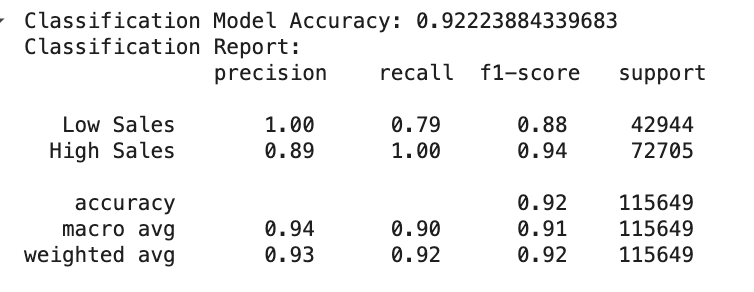 Classification Model Accuracy: 0.92223884339683
Classification Report:
precision recall f1-score support
Low Sales 1.00 0.79 0.88 42944
High Sales 0.89 1.00 0.94 72705
accuracy 0.92 115649
macro avg 0.94 0.90 0.91 115649
weighted avg 0.93 0.92 0.92 115649